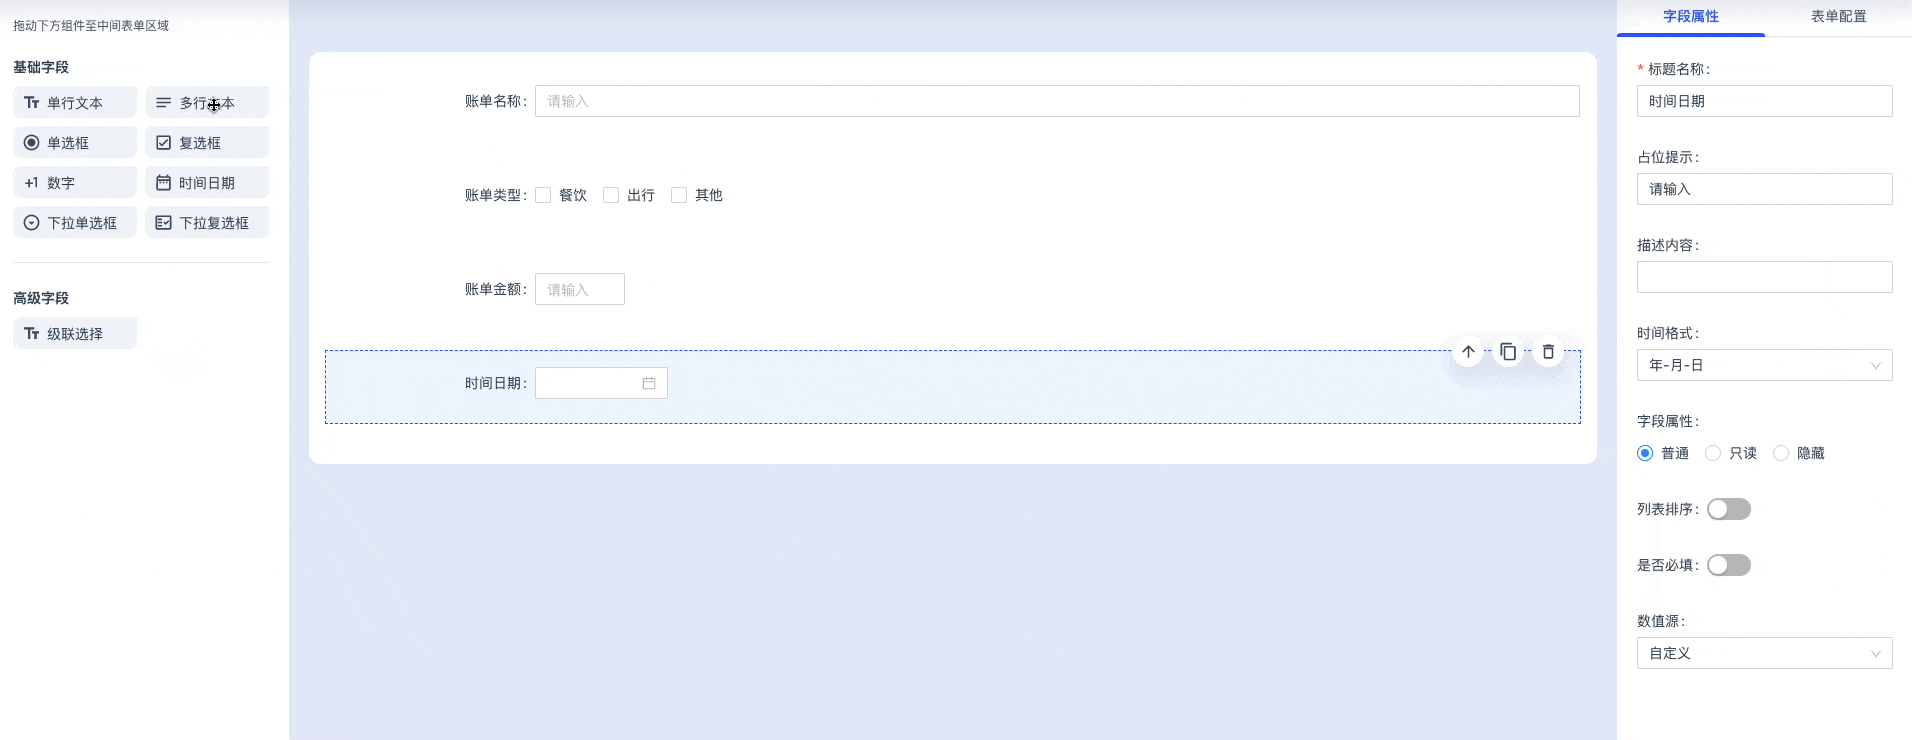 拖动下方组件至中间表单区域
基础字段
单行文本
多行文本
单选框
复选框
+1 数字
时间日期
下拉单选框
下拉复选框
高级字段
级联选择
账单名称: 请输入
账单类型: 餐饮 出行 其他
账单金额: 请输入
时间日期:
字段属性 表单配置
* 标题名称:
时间日期
占位提示:
请输入
描述内容:
时间格式:
年-月-日
字段属性:
普通 只读 隐藏
列表排序:
是否必填:
数值源:
自定义